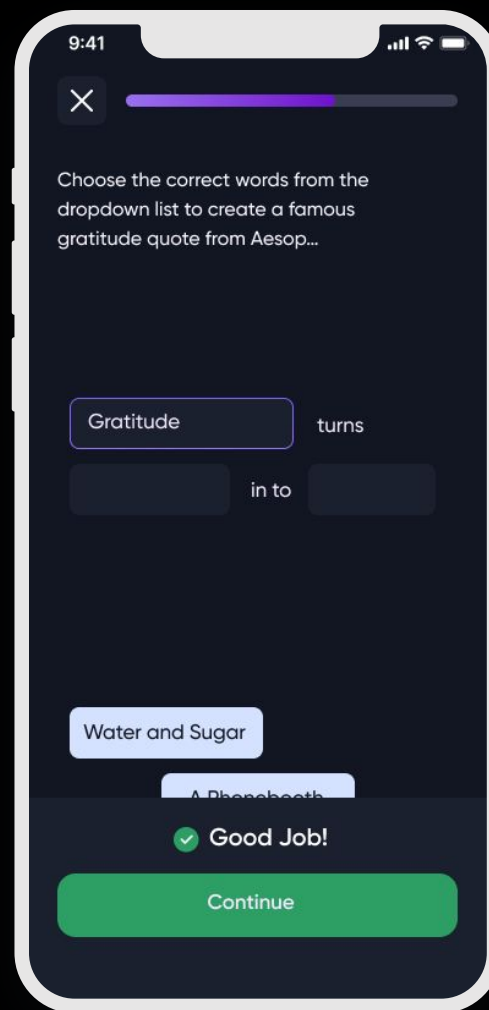 9:41
Choose the correct words from the
dropdown list to create a famous
gratitude quote from Aesop...
Gratitude turns
in to
Water and Sugar
A Phonebooth
Good Job!
Continue